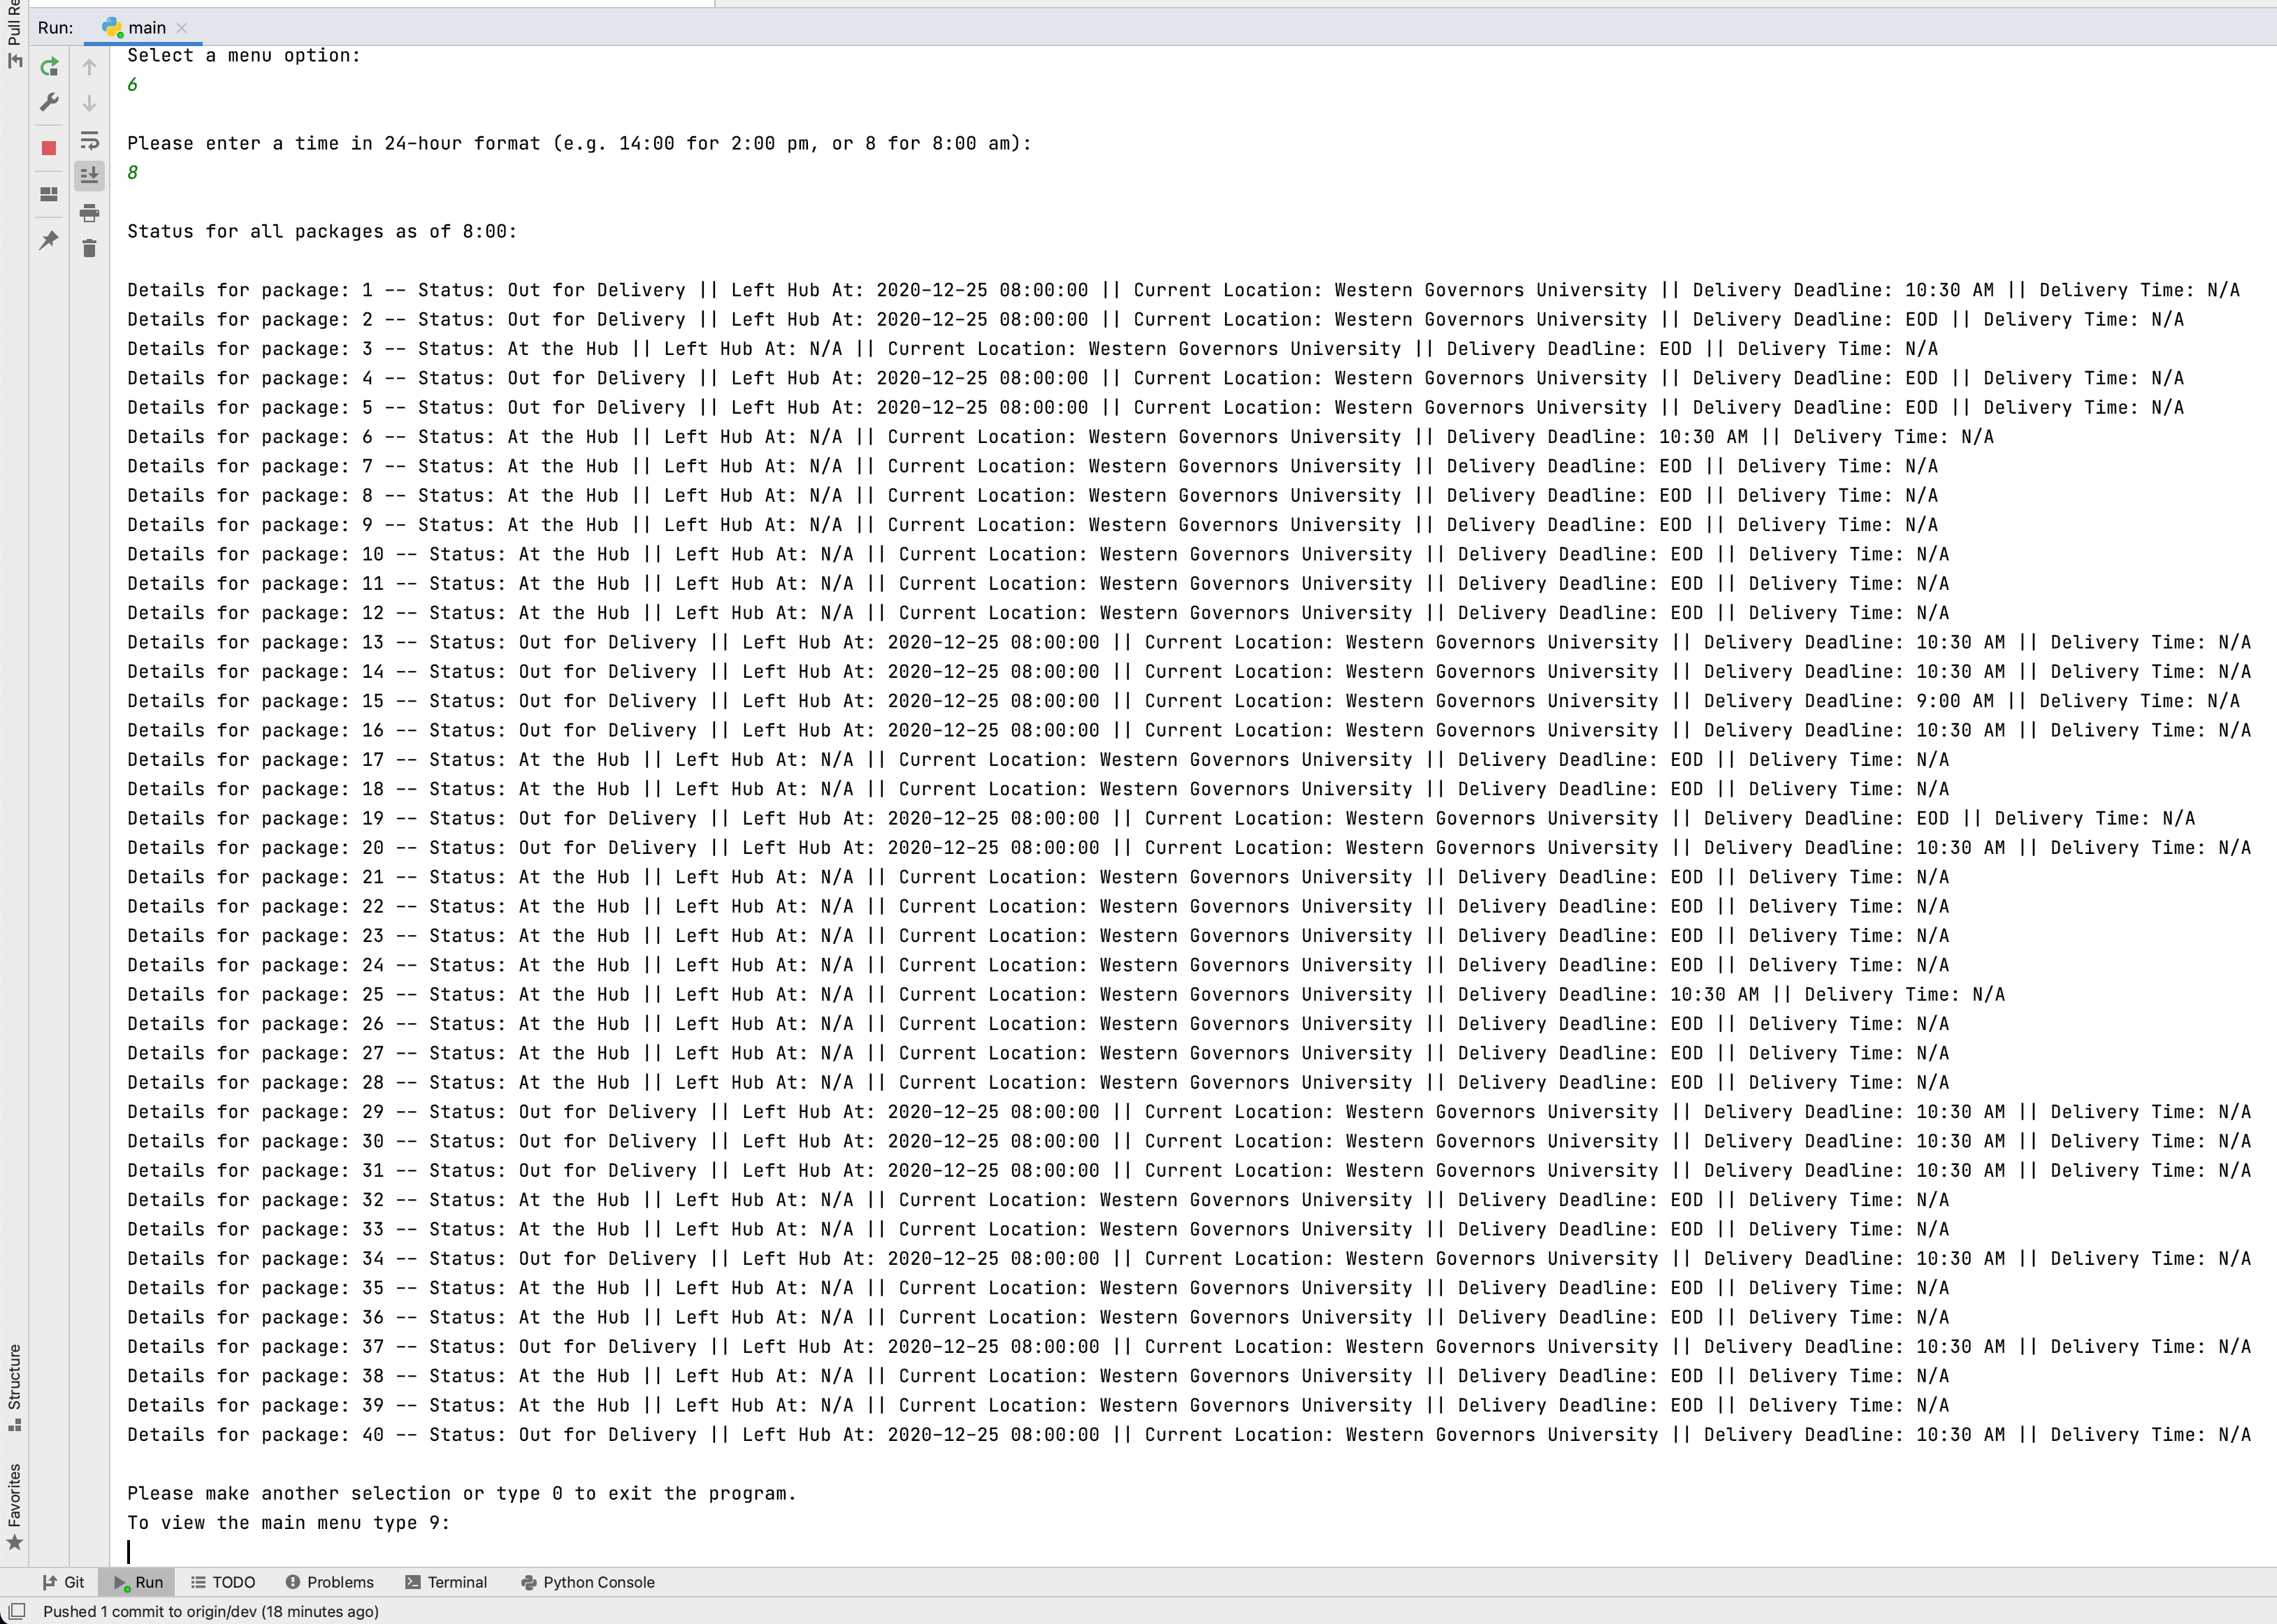 Pull Re
Run:
main
Select a menu option:
6
Please enter a time in 24-hour format (e.g. 14:00 for 2:00 pm, or 8 for 8:00 am):
8
Status for all packages as of 8:00:
Details for package: 1 -- Status: Out for Delivery || Left Hub At: 2020-12-25 08:00:00 || Current Location: Western Governors University || Delivery Deadline: 10:30 AM || Delivery Time: N/A
Details for package: 2 -- Status: Out for Delivery || Left Hub At: 2020-12-25 08:00:00 || Current Location: Western Governors University || Delivery Deadline: EOD || Delivery Time: N/A
Details for package: 3 -- Status: At the Hub || Left Hub At: N/A || Current Location: Western Governors University || Delivery Deadline: EOD || Delivery Time: N/A
Details for package: 4 -- Status: Out for Delivery || Left Hub At: 2020-12-25 08:00:00 || Current Location: Western Governors University || Delivery Deadline: EOD || Delivery Time: N/A
Details for package: 5 -- Status: Out for Delivery || Left Hub At: 2020-12-25 08:00:00 || Current Location: Western Governors University || Delivery Deadline: EOD || Delivery Time: N/A
Details for package: 6 -- Status: At the Hub || Left Hub At: N/A || Current Location: Western Governors University || Delivery Deadline: 10:30 AM || Delivery Time: N/A
Details for package: 7 -- Status: At the Hub || Left Hub At: N/A || Current Location: Western Governors University || Delivery Deadline: EOD || Delivery Time: N/A
Details for package: 8 -- Status: At the Hub || Left Hub At: N/A || Current Location: Western Governors University || Delivery Deadline: EOD || Delivery Time: N/A
Details for package: 9 -- Status: At the Hub || Left Hub At: N/A || Current Location: Western Governors University || Delivery Deadline: EOD || Delivery Time: N/A
Details for package: 10 -- Status: At the Hub || Left Hub At: N/A || Current Location: Western Governors University || Delivery Deadline: EOD || Delivery Time: N/A
Details for package: 11 -- Status: At the Hub || Left Hub At: N/A || Current Location: Western Governors University || Delivery Deadline: EOD || Delivery Time: N/A
Details for package: 12 -- Status: At the Hub || Left Hub At: N/A || Current Location: Western Governors University || Delivery Deadline: EOD || Delivery Time: N/A
Details for package: 13 -- Status: Out for Delivery || Left Hub At: 2020-12-25 08:00:00 || Current Location: Western Governors University || Delivery Deadline: 10:30 AM || Delivery Time: N/A
Details for package: 14 -- Status: Out for Delivery || Left Hub At: 2020-12-25 08:00:00 || Current Location: Western Governors University || Delivery Deadline: 10:30 AM || Delivery Time: N/A
Details for package: 15 -- Status: Out for Delivery || Left Hub At: 2020-12-25 08:00:00 || Current Location: Western Governors University || Delivery Deadline: 9:00 AM || Delivery Time: N/A
Details for package: 16 -- Status: Out for Delivery || Left Hub At: 2020-12-25 08:00:00 || Current Location: Western Governors University || Delivery Deadline: 10:30 AM || Delivery Time: N/A
Details for package: 17 -- Status: At the Hub || Left Hub At: N/A || Current Location: Western Governors University || Delivery Deadline: EOD || Delivery Time: N/A
Details for package: 18 -- Status: At the Hub || Left Hub At: N/A || Current Location: Western Governors University || Delivery Deadline: EOD || Delivery Time: N/A
Details for package: 19 -- Status: Out for Delivery || Left Hub At: 2020-12-25 08:00:00 || Current Location: Western Governors University || Delivery Deadline: EOD || Delivery Time: N/A
Details for package: 20 -- Status: Out for Delivery || Left Hub At: 2020-12-25 08:00:00 || Current Location: Western Governors University || Delivery Deadline: 10:30 AM || Delivery Time: N/A
Details for package: 21 -- Status: At the Hub || Left Hub At: N/A || Current Location: Western Governors University || Delivery Deadline: EOD || Delivery Time: N/A
Details for package: 22 -- Status: At the Hub || Left Hub At: N/A || Current Location: Western Governors University || Delivery Deadline: EOD || Delivery Time: N/A
Details for package: 23 -- Status: At the Hub || Left Hub At: N/A || Current Location: Western Governors University || Delivery Deadline: EOD || Delivery Time: N/A
Details for package: 24 -- Status: At the Hub || Left Hub At: N/A || Current Location: Western Governors University || Delivery Deadline: EOD || Delivery Time: N/A
Details for package: 25 -- Status: At the Hub || Left Hub At: N/A || Current Location: Western Governors University || Delivery Deadline: 10:30 AM || Delivery Time: N/A
Details for package: 26 -- Status: At the Hub || Left Hub At: N/A || Current Location: Western Governors University || Delivery Deadline: EOD || Delivery Time: N/A
Details for package: 27 -- Status: At the Hub || Left Hub At: N/A || Current Location: Western Governors University || Delivery Deadline: EOD || Delivery Time: N/A
Details for package: 28 -- Status: At the Hub || Left Hub At: N/A || Current Location: Western Governors University || Delivery Deadline: EOD || Delivery Time: N/A
Details for package: 29 -- Status: Out for Delivery || Left Hub At: 2020-12-25 08:00:00 || Current Location: Western Governors University || Delivery Deadline: 10:30 AM || Delivery Time: N/A
Details for package: 30 -- Status: Out for Delivery || Left Hub At: 2020-12-25 08:00:00 || Current Location: Western Governors University || Delivery Deadline: 10:30 AM || Delivery Time: N/A
Details for package: 31 -- Status: Out for Delivery || Left Hub At: 2020-12-25 08:00:00 || Current Location: Western Governors University || Delivery Deadline: 10:30 AM || Delivery Time: N/A
Details for package: 32 -- Status: At the Hub || Left Hub At: N/A || Current Location: Western Governors University || Delivery Deadline: EOD || Delivery Time: N/A
Details for package: 33 -- Status: At the Hub || Left Hub At: N/A || Current Location: Western Governors University || Delivery Deadline: EOD || Delivery Time: N/A
Details for package: 34 -- Status: Out for Delivery || Left Hub At: 2020-12-25 08:00:00 || Current Location: Western Governors University || Delivery Deadline: 10:30 AM || Delivery Time: N/A
Details for package: 35 -- Status: At the Hub || Left Hub At: N/A || Current Location: Western Governors University || Delivery Deadline: EOD || Delivery Time: N/A
Details for package: 36 -- Status: At the Hub || Left Hub At: N/A || Current Location: Western Governors University || Delivery Deadline: EOD || Delivery Time: N/A
Details for package: 37 -- Status: Out for Delivery || Left Hub At: 2020-12-25 08:00:00 || Current Location: Western Governors University || Delivery Deadline: 10:30 AM || Delivery Time: N/A
Details for package: 38 -- Status: At the Hub || Left Hub At: N/A || Current Location: Western Governors University || Delivery Deadline: EOD || Delivery Time: N/A
Details for package: 39 -- Status: At the Hub || Left Hub At: N/A || Current Location: Western Governors University || Delivery Deadline: EOD || Delivery Time: N/A
Details for package: 40 -- Status: Out for Delivery || Left Hub At: 2020-12-25 08:00:00 || Current Location: Western Governors University || Delivery Deadline: 10:30 AM || Delivery Time: N/A
Please make another selection or type 0 to exit the program.
To view the main menu type 9:
Structure
Favorites
Git
Run
TODO
Problems
Terminal
Python Console
Pushed 1 commit to origin/dev (18 minutes ago)